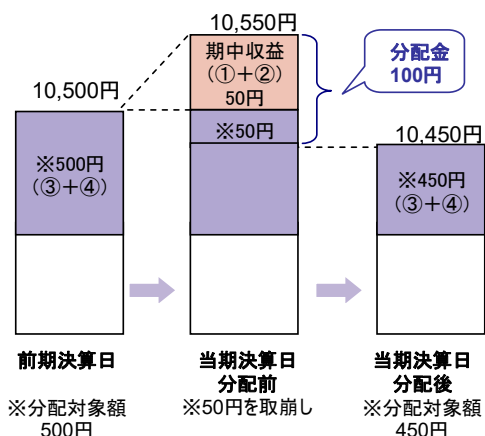 10,550円
期中収益
（①＋②）
50円
分配金
100円
10,500円
※50円
10,450円
※500円
（③＋④）
※450円
（③＋④）
前期決算日
当期決算日
分配前
当期決算日
分配後
※分配対象額
500円
※50円を取崩し
※分配対象額
450円